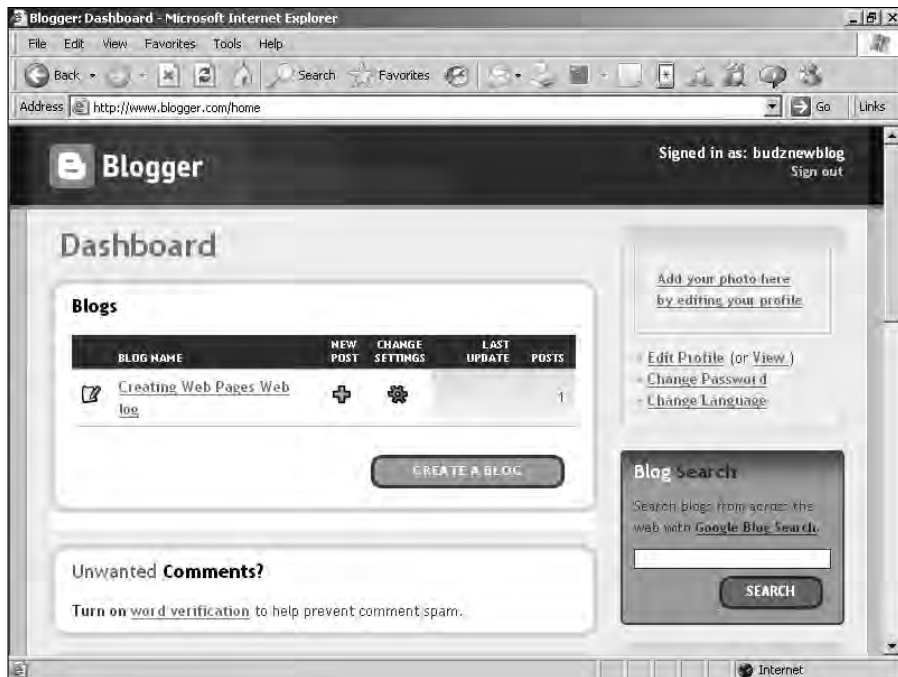 Blogger: Dashboard - Microsoft Internet Explorer
File Edit View Favorites Tools Help
Back Search Favorites
Address http://www.blogger.com/home Go Links
Blogger
Signed in as: budznewblog
Sign out
Dashboard
Add your photo here
by editing your profile
Blogs
BLOG NAME NEW POST CHANGE SETTINGS LAST UPDATE POSTS
Creating Web Pages Web
log
1
Edit Profile (or View.)
Change Password
Change Language
CREATE A BLOG
Blog Search
Search blogs from across the
web with Google Blog Search.
SEARCH
Unwanted Comments?
Turn on word verification to help prevent comment spam.
Internet